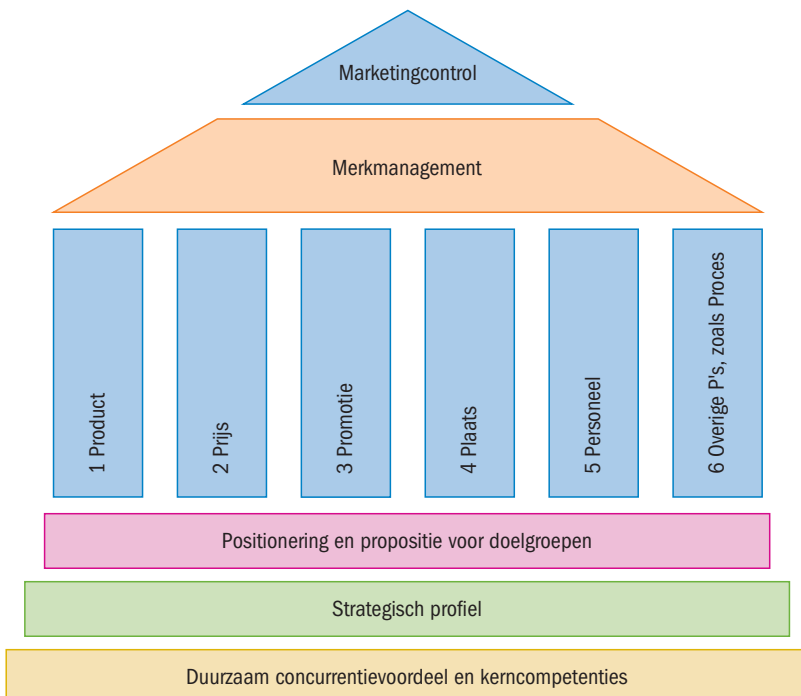 Marketingcontrol
Merkmanagement
1 Product
2 Prijs
3 Promotie
4 Plaats
5 Personeel
6 Overige P's, zoals Proces
Positionering en propositie voor doelgroepen
Strategisch profiel
Duurzaam concurrentievoordeel en kerncompetenties